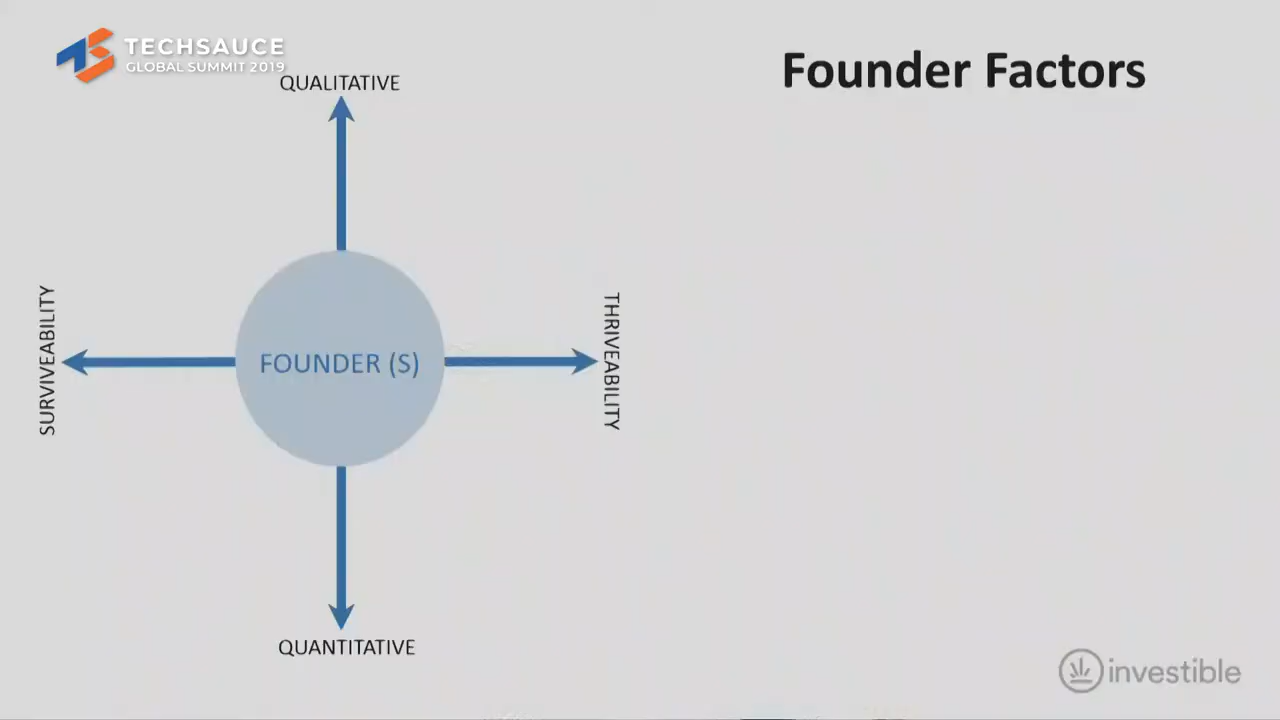 TECHSAUCE
GLOBAL SUMMIT 2019
Founder Factors
QUALITATIVE
SURVIVEABILITY
FOUNDER (S)
THRIVEABILITY
QUANTITATIVE
investible